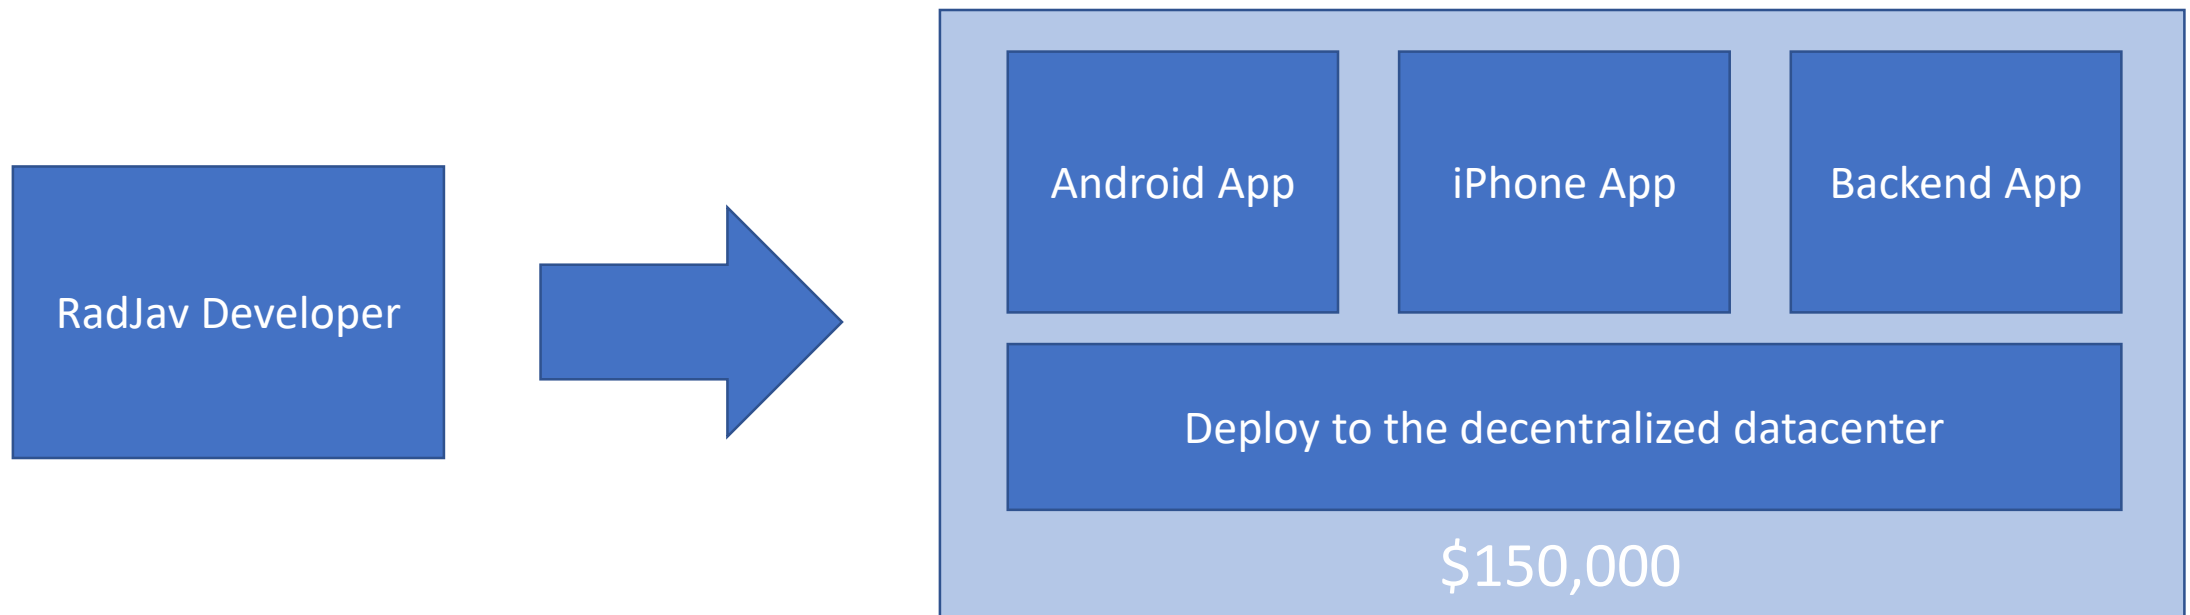 RadJav Developer
Android App
iPhone App
Backend App
Deploy to the decentralized datacenter
$150,000